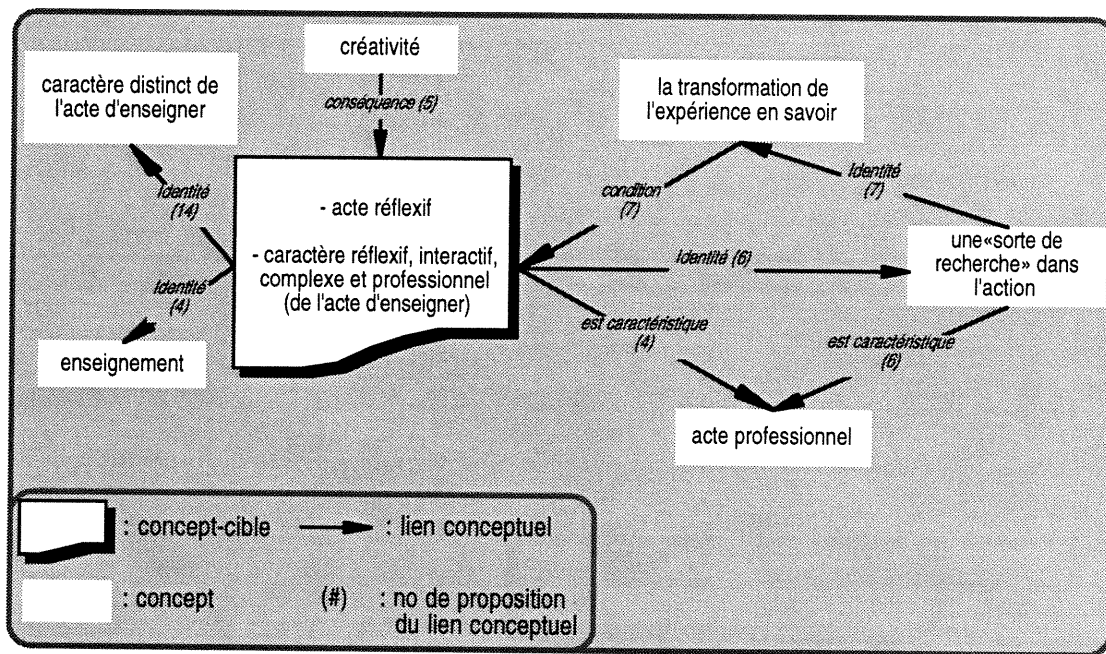 créativité
caractère distinct de
l'acte d'enseigner
conséquence (5)
la transformation de
l'expérience en savoir
Identité
(14)
condition
(7)
Identité
(7)
- acte réflexif
- caractère réflexif, interactif,
complexe et professionnel
(de l'acte d'enseigner)
Identité (6)
une«sorte de
recherche» dans
l'action
Identité
(4)
enseignement
est caractéristique
(4)
est caractéristique
(6)
acte professionnel
: concept-cible
: lien conceptuel
: concept
(#) : no de proposition
du lien conceptuel